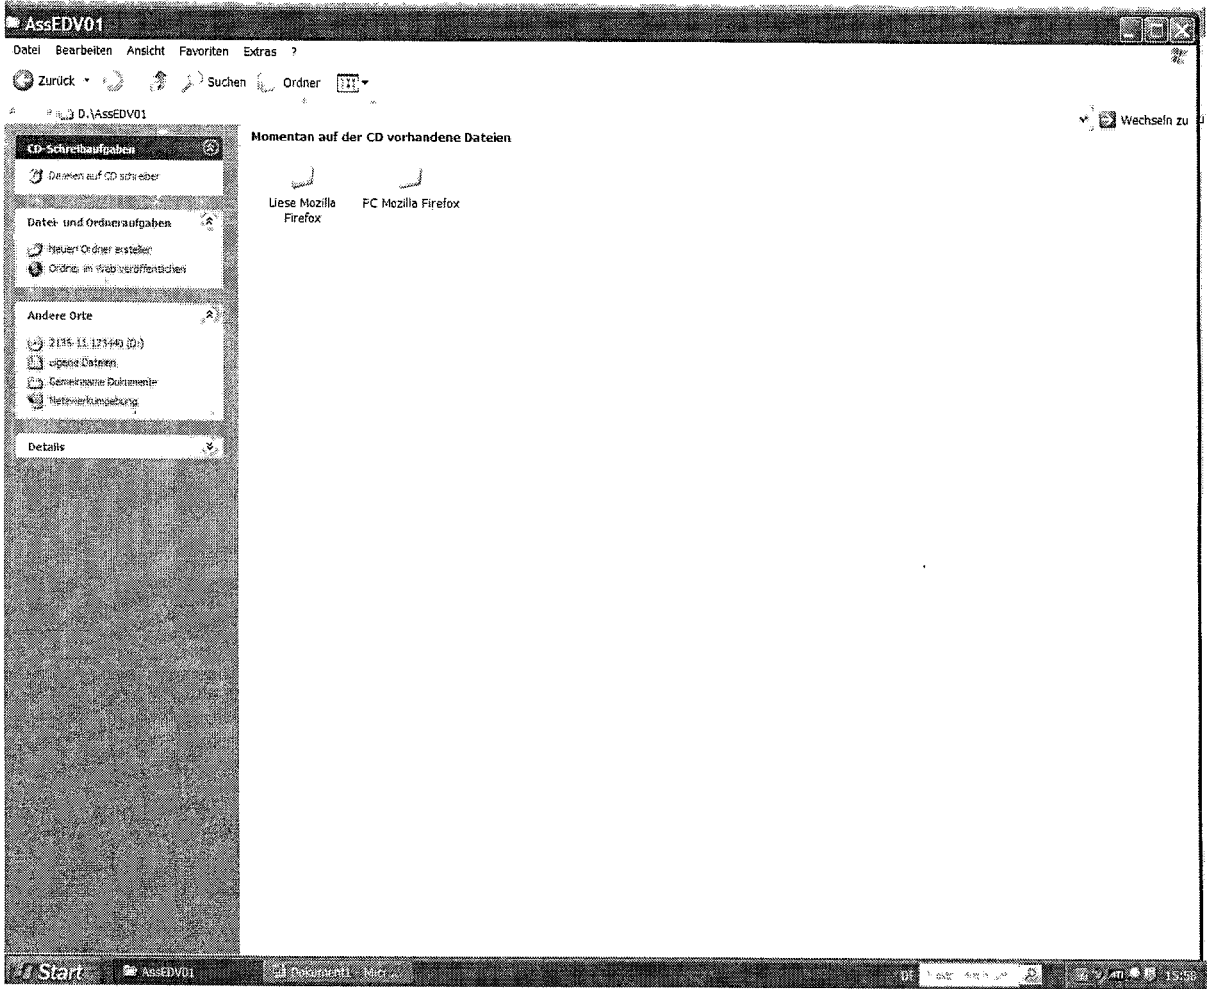 AssEDV01
Datei Bearbeiten Ansicht Favoriten Extras ?
Zurück Suchen Ordner
D:\AssEDV01 Wechseln zu
CD-Schreibaufgaben
Dateien auf CD schreiben
Datei- und Ordneraufgaben
Neuen Ordner erstellen
Ordner im Web veröffentlichen
Andere Orte
Eigene Dateien
Gemeinsame Dokumente
Netzwerkumgebung
Details
Momentan auf der CD vorhandene Dateien
Liese Mozilla
Firefox
PC Mozilla Firefox
Start AssEDV01 Dokument1 - Micr... DE 15:58